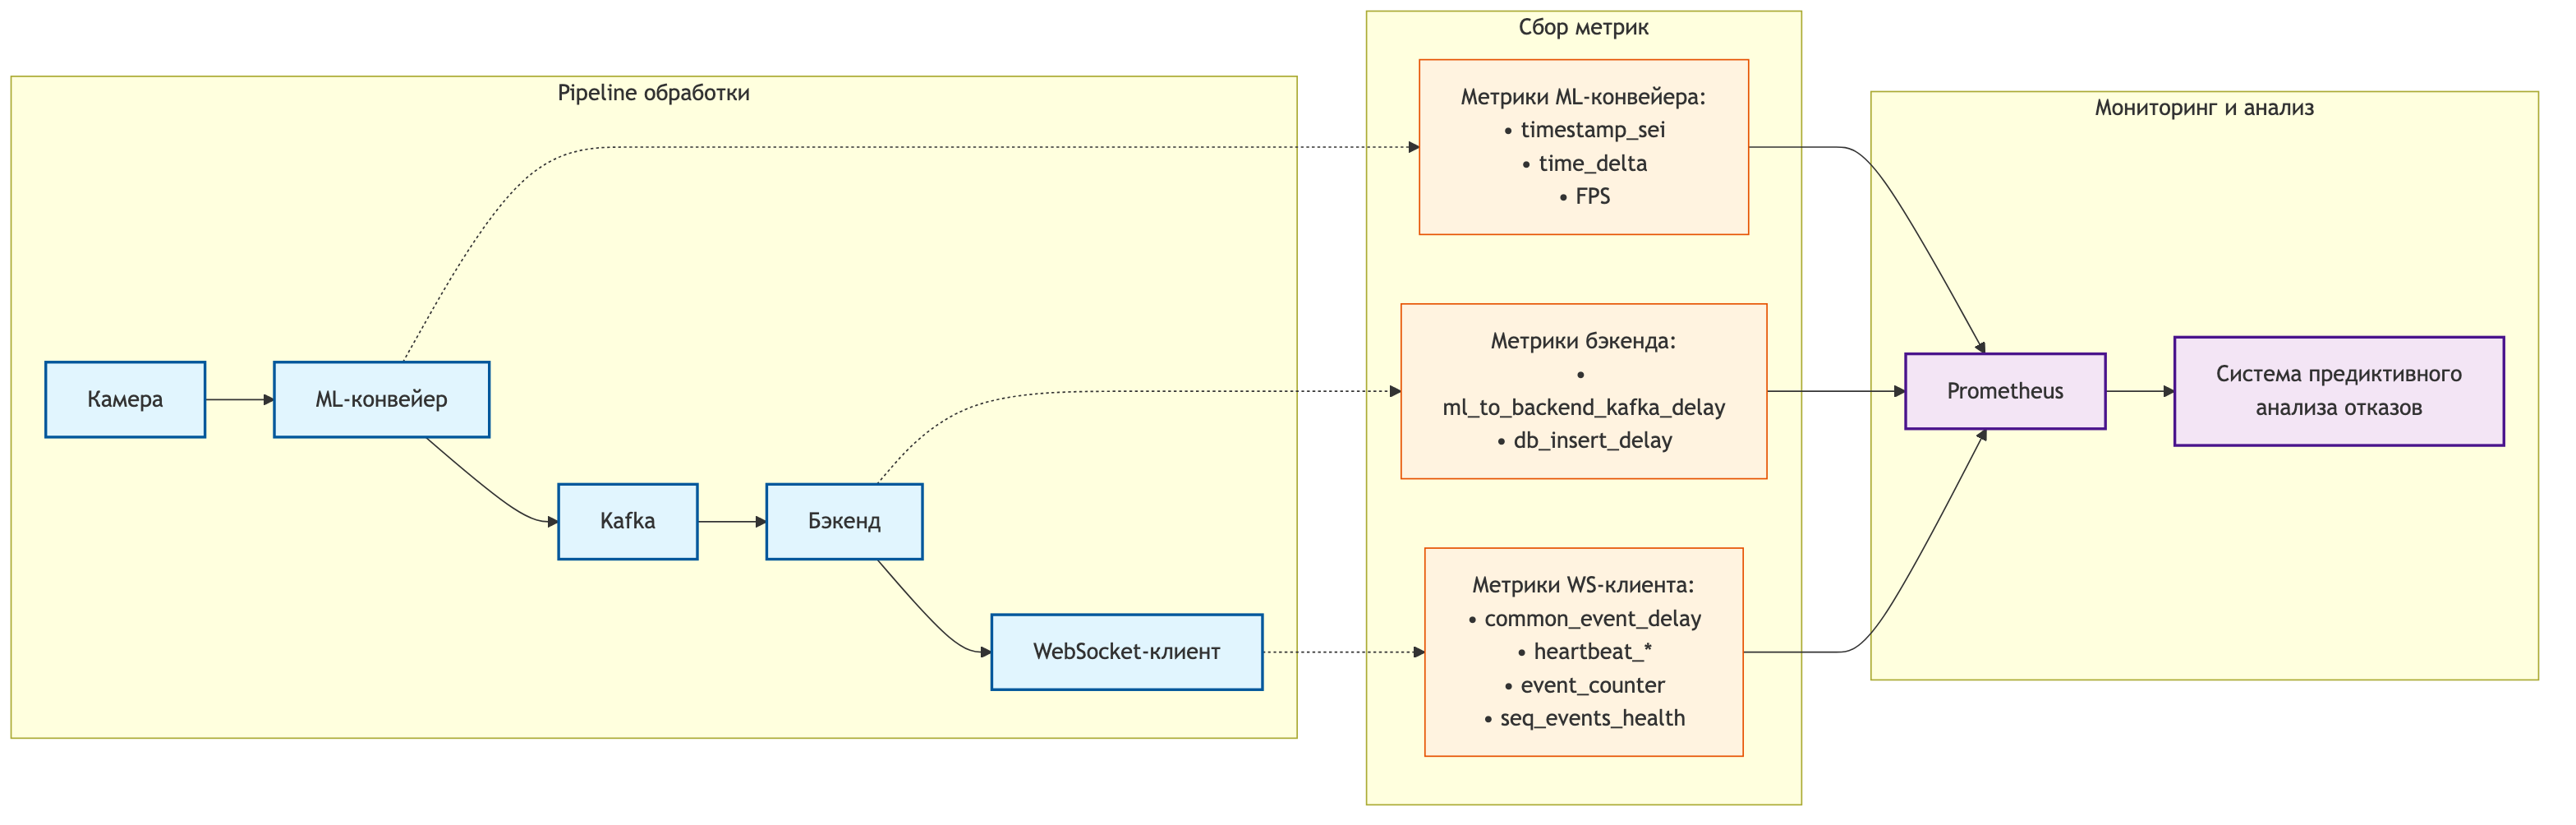 Pipeline обработки
Камера
ML-конвейер
Kafka
Бэкенд
WebSocket-клиент
Сбор метрик
Метрики ML-конвейера:
• timestamp_sei
• time_delta
• FPS
Метрики бэкенда:
•
ml_to_backend_kafka_delay
• db_insert_delay
Метрики WS-клиента:
• common_event_delay
• heartbeat_*
• event_counter
• seq_events_health
Мониторинг и анализ
Prometheus
Система предиктивного
анализа отказов